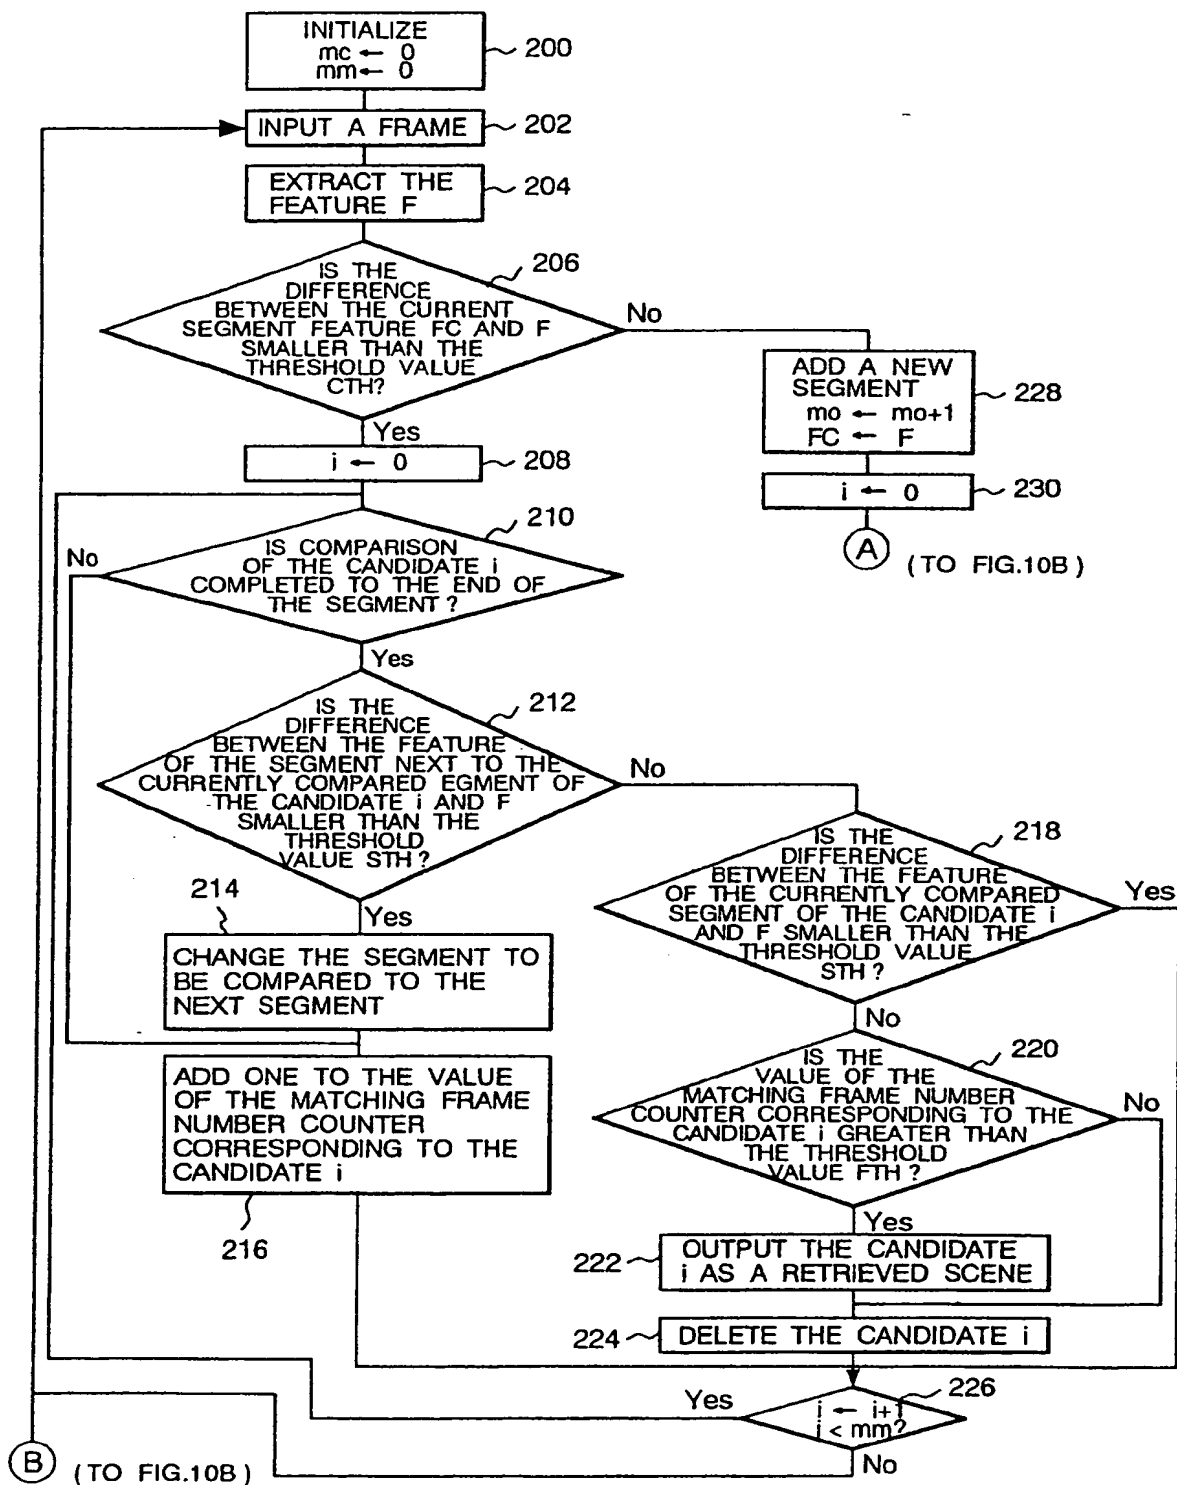 INITIALIZE
mc ← 0
mm ← 0
200
INPUT A FRAME
202
EXTRACT THE
FEATURE F
204
IS THE
DIFFERENCE
BETWEEN THE CURRENT
SEGMENT FEATURE FC AND F
SMALLER THAN THE
THRESHOLD VALUE
CTH?
206
No
Yes
ADD A NEW
SEGMENT
mo ← mo+1
FC ← F
228
i ← 0
208
i ← 0
230
A
(TO FIG.10B)
IS COMPARISON
OF THE CANDIDATE i
COMPLETED TO THE END OF
THE SEGMENT?
210
No
Yes
IS THE
DIFFERENCE
BETWEEN THE FEATURE
OF THE SEGMENT NEXT TO THE
CURRENTLY COMPARED EGMENT OF
THE CANDIDATE i AND F
SMALLER THAN THE
THRESHOLD
VALUE STH?
212
No
Yes
214
CHANGE THE SEGMENT TO
BE COMPARED TO THE
NEXT SEGMENT
IS THE
DIFFERENCE
BETWEEN THE FEATURE
OF THE CURRENTLY COMPARED
SEGMENT OF THE CANDIDATE i
AND F SMALLER THAN THE
THRESHOLD VALUE
STH?
218
Yes
No
ADD ONE TO THE VALUE
OF THE MATCHING FRAME
NUMBER COUNTER
CORRESPONDING TO THE
CANDIDATE i
216
IS THE
VALUE OF THE
MATCHING FRAME NUMBER
COUNTER CORRESPONDING TO THE
CANDIDATE i GREATER THAN
THE THRESHOLD
VALUE FTH?
220
No
Yes
222
OUTPUT THE CANDIDATE
i AS A RETRIEVED SCENE
224
DELETE THE CANDIDATE i
i ← i+1
i < mm?
226
Yes
No
B
(TO FIG.10B)